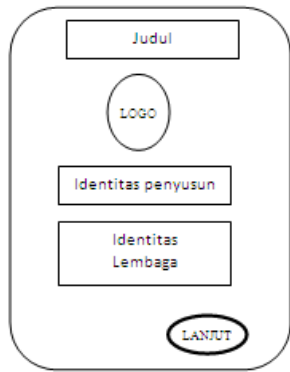 Judul
LOGO
Identitas penyusun
Identitas
Lembaga
LANJUT